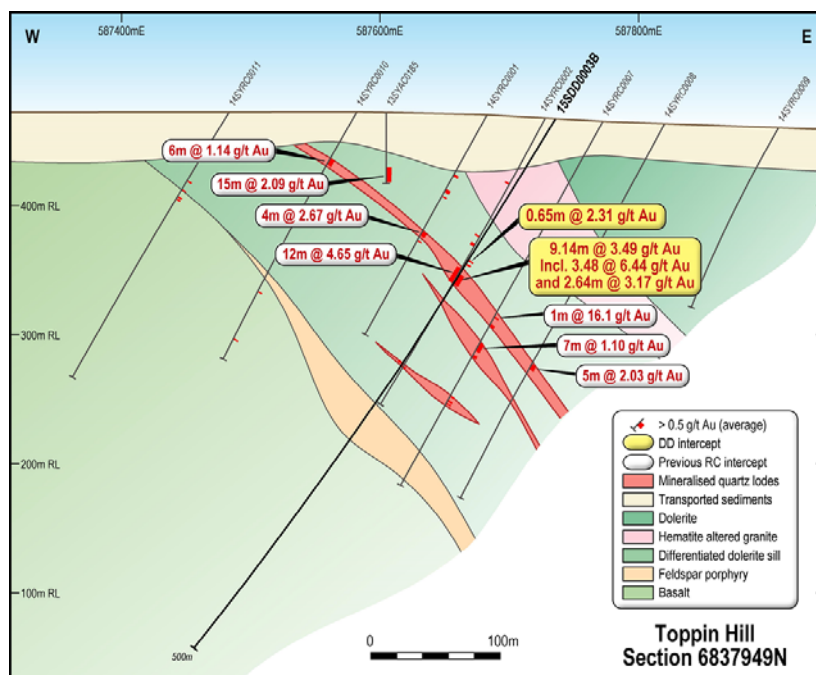 587400mE
587600mE
587800mE
W
E
14SYRC0011
14SYRC0010
13SYAC0185
14SYRC0001
14SYRC0002
15SDD0003B
14SYRC0007
14SYRC0008
14SYRC0009
6m @ 1.14 g/t Au
15m @ 2.09 g/t Au
4m @ 2.67 g/t Au
12m @ 4.65 g/t Au
0.65m @ 2.31 g/t Au
9.14m @ 3.49 g/t Au
Incl. 3.48 @ 6.44 g/t Au
and 2.64m @ 3.17 g/t Au
1m @ 16.1 g/t Au
7m @ 1.10 g/t Au
5m @ 2.03 g/t Au
400m RL
300m RL
200m RL
100m RL
500m
0
100m
> 0.5 g/t Au (average)
DD intercept
Previous RC intercept
Mineralised quartz lodes
Transported sediments
Dolerite
Hematite altered granite
Differentiated dolerite sill
Feldspar porphyry
Basalt
Toppin Hill
Section 6837949N